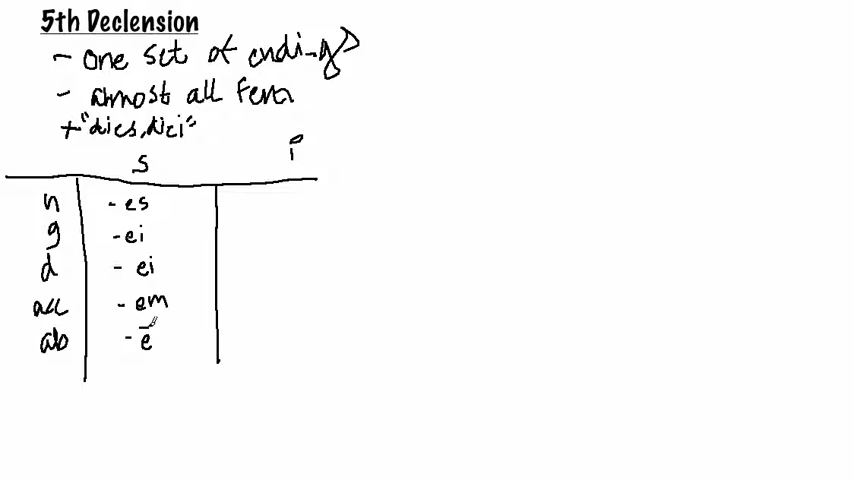 5th Declension
- one set of endings
- almost all Fem
+ "dies, diei"
S P
n -es
g -ei
d -ei
acc -em
ab -ē